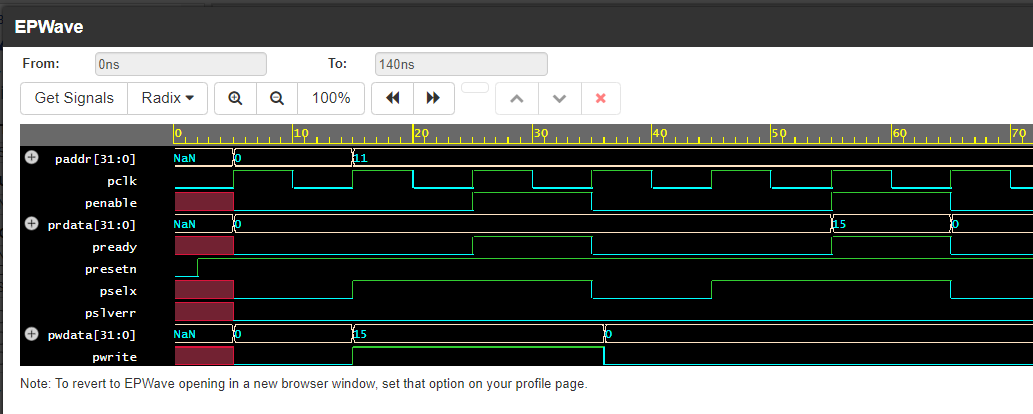 EPWave
From: 0ns To: 140ns
Get Signals Radix 100%
0 10 20 30 40 50 60 70
paddr[31:0] NaN 0 11
pclk
penable
prdata[31:0] NaN 0 15 0
pready
presetn
pselx
pslverr
pwdata[31:0] NaN 0 15 0
pwrite
Note: To revert to EPWave opening in a new browser window, set that option on your profile page.